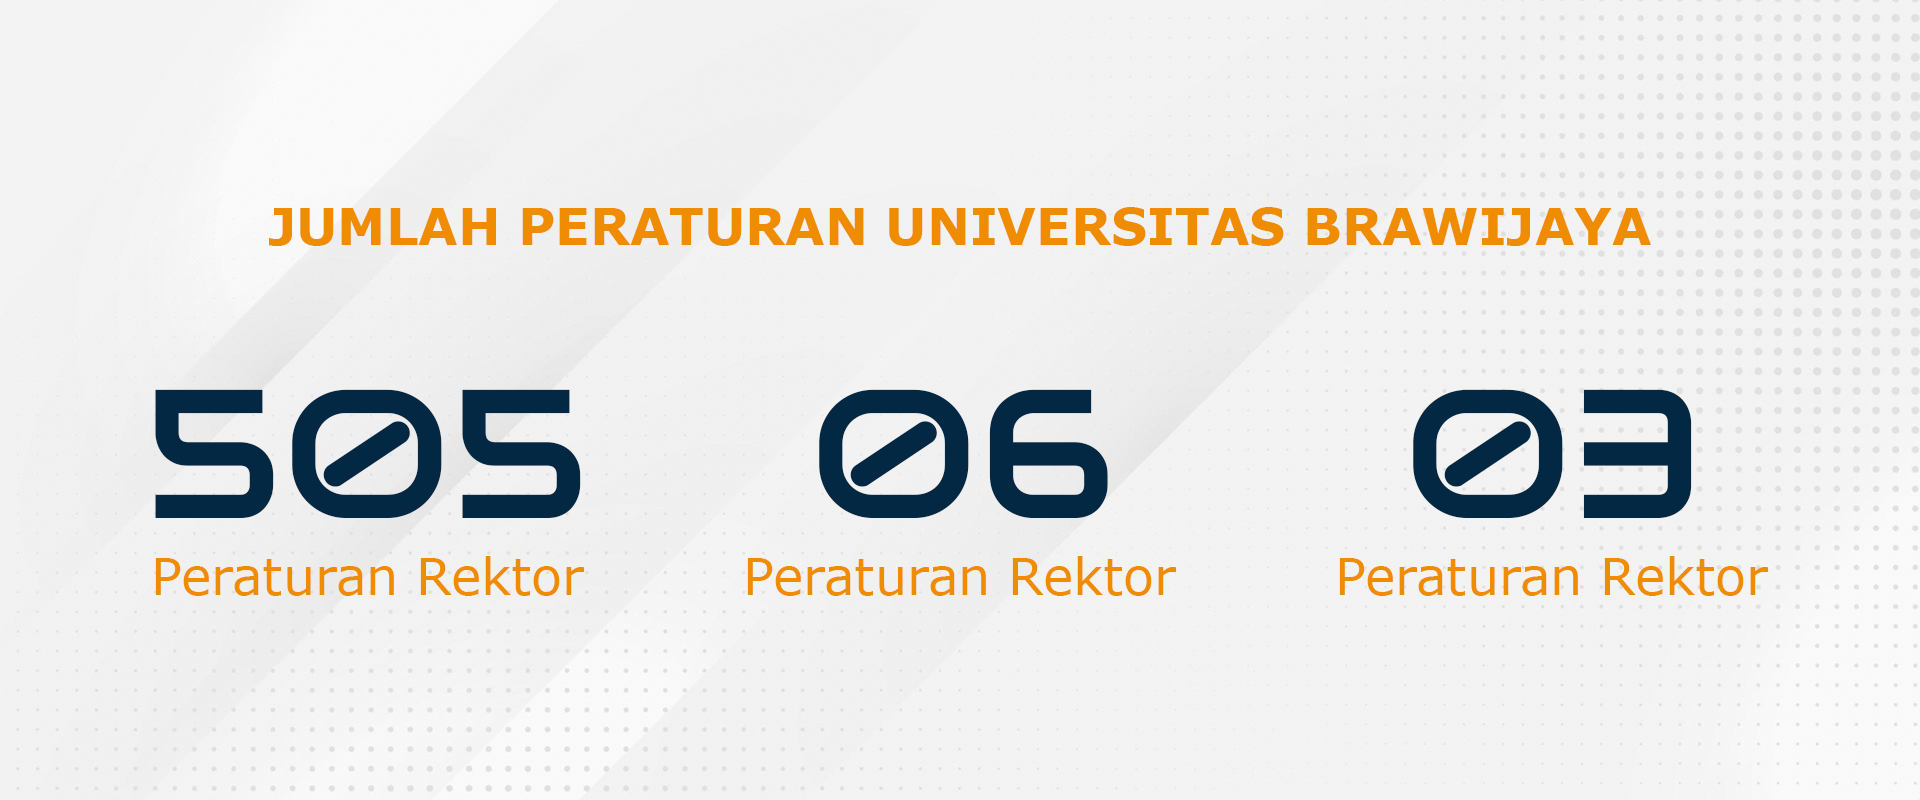 JUMLAH PERATURAN UNIVERSITAS BRAWIJAYA
505
Peraturan Rektor
06
Peraturan Rektor
03
Peraturan Rektor